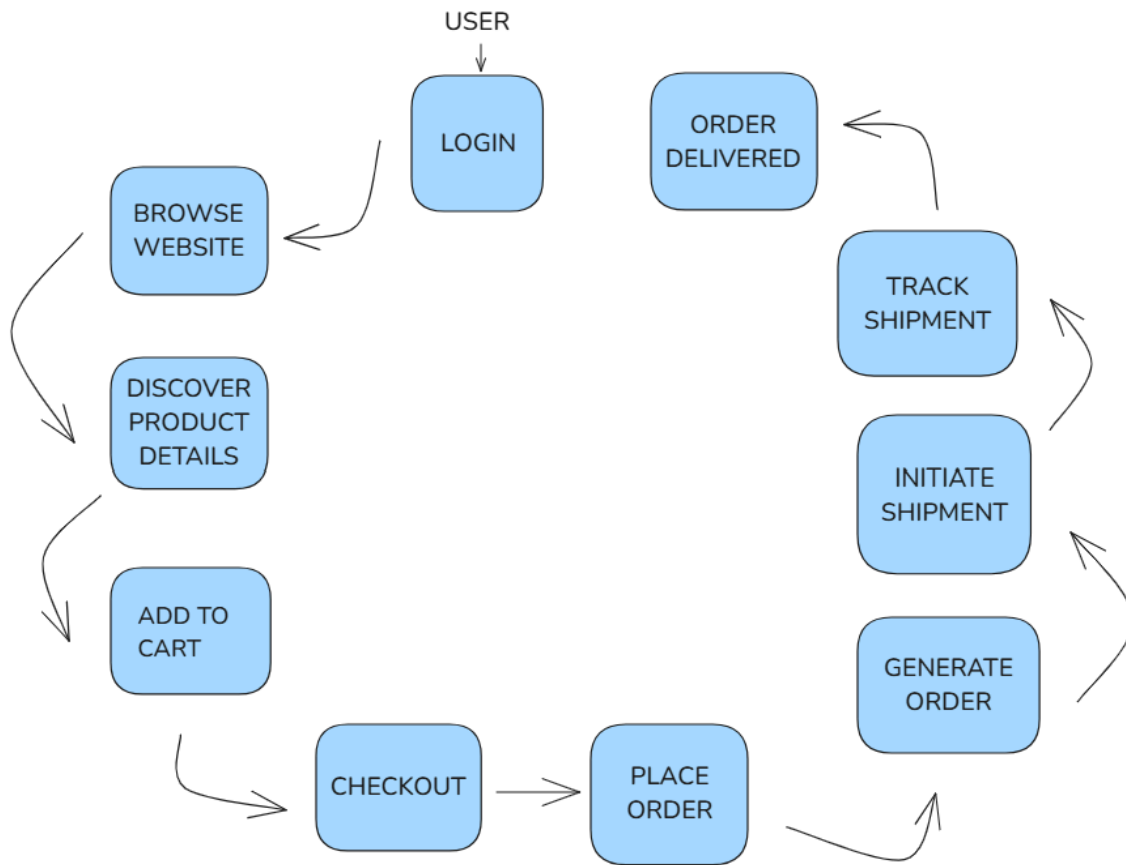 USER
LOGIN
BROWSE
WEBSITE
DISCOVER
PRODUCT
DETAILS
ADD TO
CART
CHECKOUT
PLACE
ORDER
GENERATE
ORDER
INITIATE
SHIPMENT
TRACK
SHIPMENT
ORDER
DELIVERED